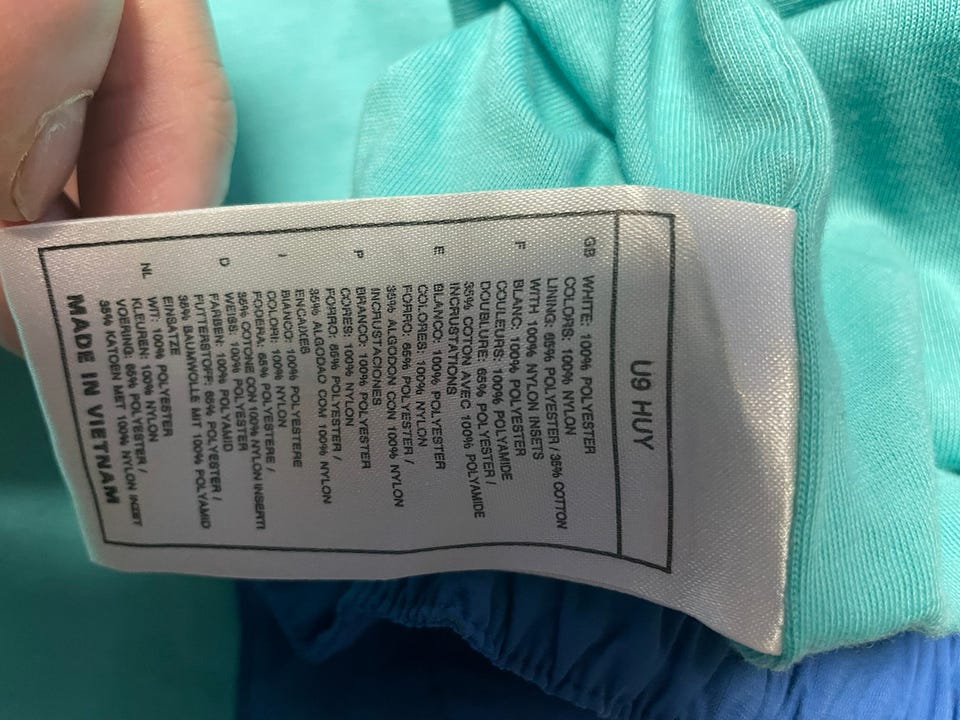 U9 HUY
GB WHITE: 100% POLYESTER
COLORS: 100% NYLON
LINING: 65% POLYESTER / 35% COTTON
WITH 100% NYLON INSETS
F BLANC: 100% POLYESTER
COULEURS: 100% POLYAMIDE
DOUBLURE: 65% POLYESTER /
35% COTON AVEC 100% POLYAMIDE
INCRUSTATIONS
E BLANCO: 100% POLYESTER
COLORES: 100% NYLON
FORRO: 65% POLYESTER /
35% ALGODON CON 100% NYLON
INCRUSTACIONES
P BRANCO: 100% POLYESTER
CORES: 100% NYLON
FORRO: 65% POLYESTER /
35% ALGODAO COM 100% NYLON
ENCAIXES
I BIANCO: 100% POLYESTERE
COLORI: 100% NYLON
FODERA: 65% POLYESTERE /
35% COTONE CON 100% NYLON INSERTI
D WEISS: 100% POLYESTER
FARBEN: 100% POLYAMID
FUTTERSTOFF: 65% POLYESTER /
35% BAUMWOLLE MIT 100% POLYAMID
EINSATZE
NL WIT: 100% POLYESTER
KLEUREN: 100% NYLON
VOERING: 65% POLYESTER /
35% KATOEN MET 100% NYLON INZET
MADE IN VIETNAM